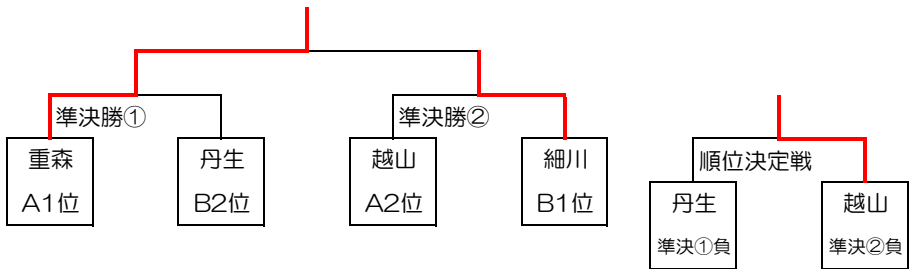 準決勝①
準決勝②
重森
A1位
丹生
B2位
越山
A2位
細川
B1位
順位決定戦
丹生
準決①負
越山
準決②負